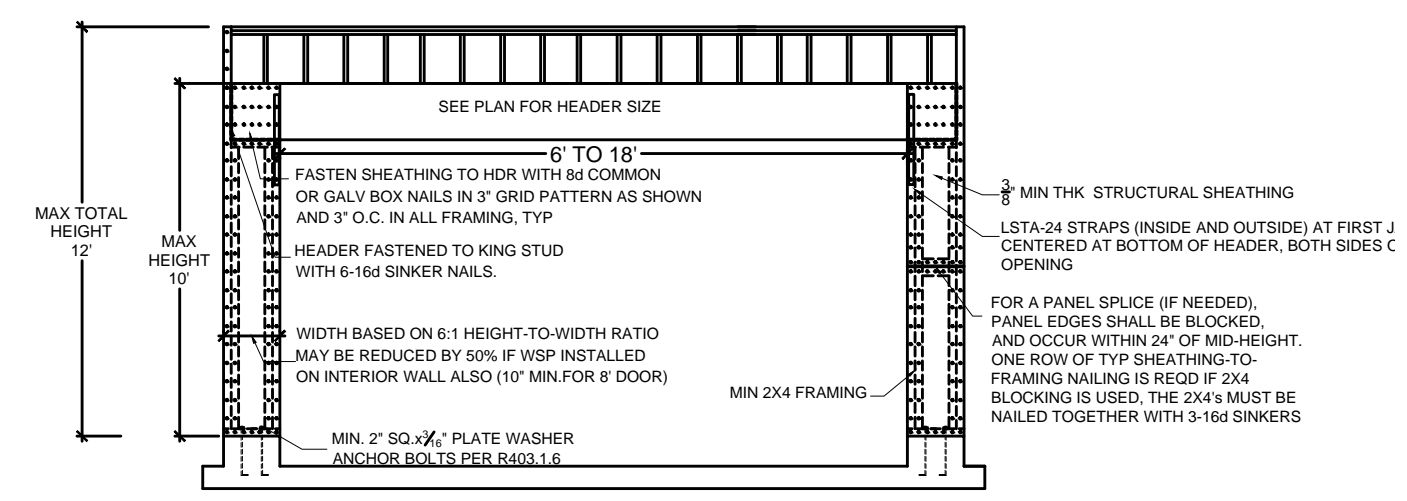 SEE PLAN FOR HEADER SIZE
6' TO 18'
FASTEN SHEATHING TO HDR WITH 8d COMMON
OR GALV BOX NAILS IN 3" GRID PATTERN AS SHOWN
AND 3" O.C. IN ALL FRAMING, TYP
HEADER FASTENED TO KING STUD
WITH 6-16d SINKER NAILS.
MAX TOTAL
HEIGHT
12'
MAX
HEIGHT
10'
WIDTH BASED ON 6:1 HEIGHT-TO-WIDTH RATIO
MAY BE REDUCED BY 50% IF WSP INSTALLED
ON INTERIOR WALL ALSO (10" MIN.FOR 8' DOOR)
MIN. 2" SQ.x3/16" PLATE WASHER
ANCHOR BOLTS PER R403.1.6
MIN 2X4 FRAMING
3/8" MIN THK STRUCTURAL SHEATHING
LSTA-24 STRAPS (INSIDE AND OUTSIDE) AT FIRST
CENTERED AT BOTTOM OF HEADER, BOTH SIDES
OPENING
FOR A PANEL SPLICE (IF NEEDED),
PANEL EDGES SHALL BE BLOCKED,
AND OCCUR WITHIN 24" OF MID-HEIGHT.
ONE ROW OF TYP SHEATHING-TO-
FRAMING NAILING IS REQD IF 2X4
BLOCKING IS USED, THE 2X4's MUST BE
NAILED TOGETHER WITH 3-16d SINKERS